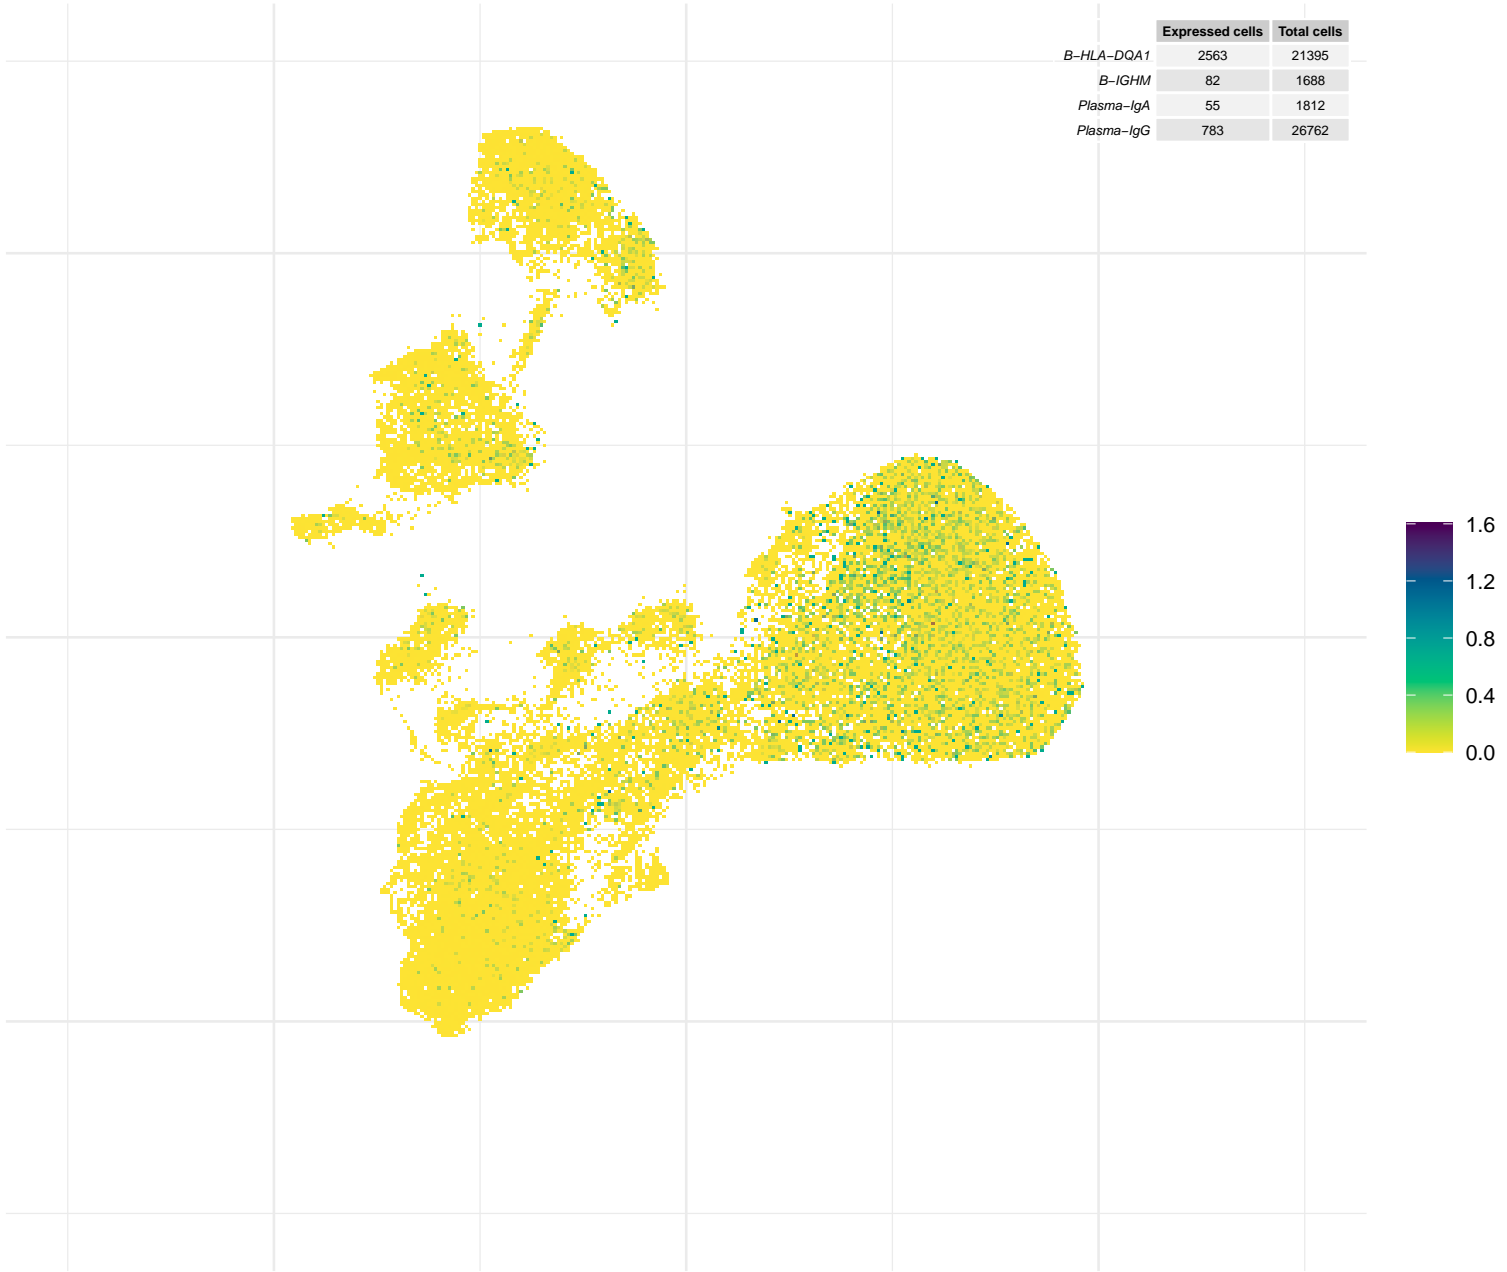 Expressed cells Total cells
B−HLA−DQA1 2563 21395
B−IGHM 82 1688
Plasma−IgA 55 1812
Plasma−IgG 783 26762
1.6
1.2
0.8
0.4
0.0